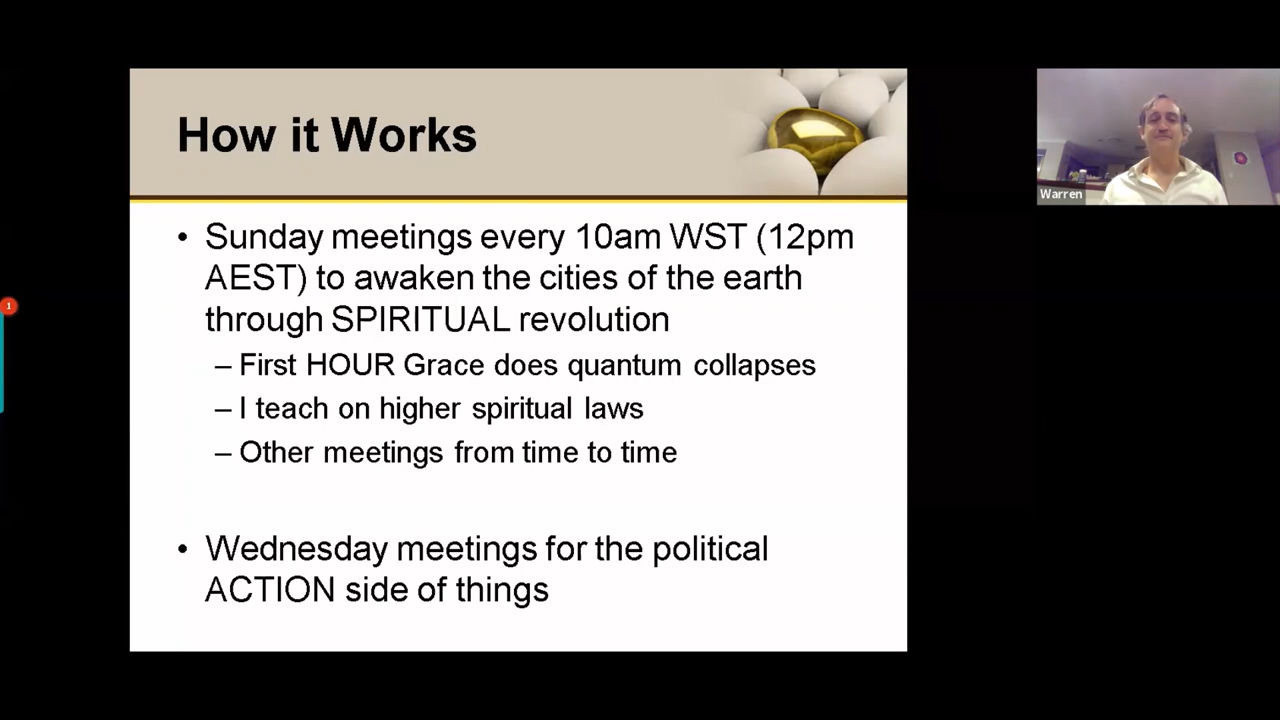 How it Works
• Sunday meetings every 10am WST (12pm
AEST) to awaken the cities of the earth
through SPIRITUAL revolution
– First HOUR Grace does quantum collapses
– I teach on higher spiritual laws
– Other meetings from time to time
• Wednesday meetings for the political
ACTION side of things
Warren
1